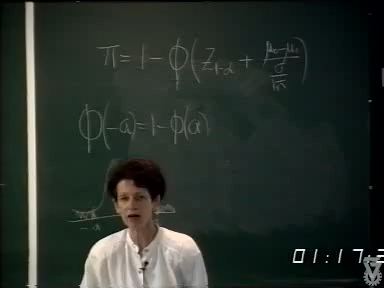 π = 1 - ϕ(Z₁₋α + (μ₀ - μ₁)/(σ/√n))
ϕ(-a) = 1 - ϕ(a)
-a
01:17:3